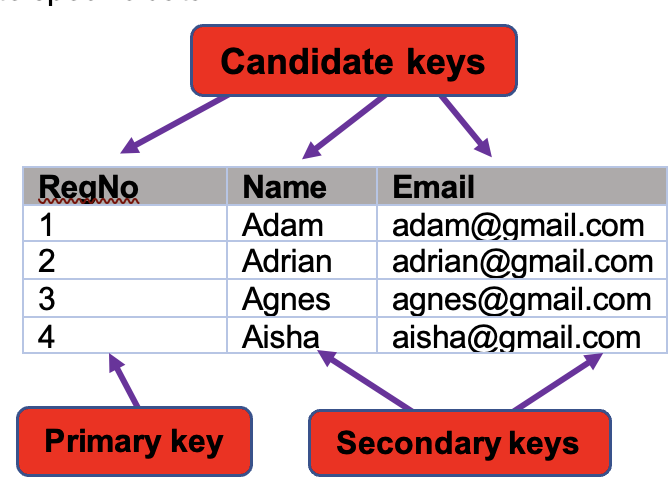 Candidate keys
RegNo Name Email
1 Adam adam@gmail.com
2 Adrian adrian@gmail.com
3 Agnes agnes@gmail.com
4 Aisha aisha@gmail.com
Primary key
Secondary keys